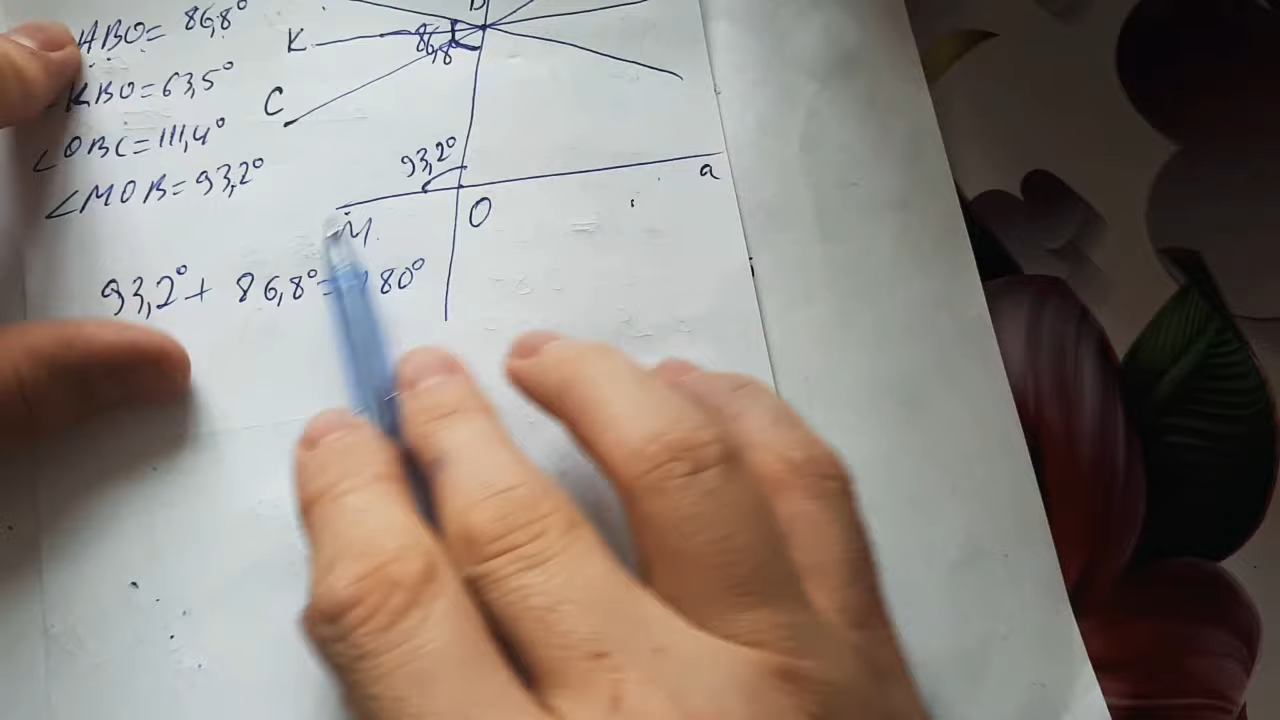 ABO = 86,8°
KBO = 63,5°
∠OBC = 111,4°
∠MOB = 93,2°
K
86,8
C
93,2°
a
O
M
93,2° + 86,8° = 180°